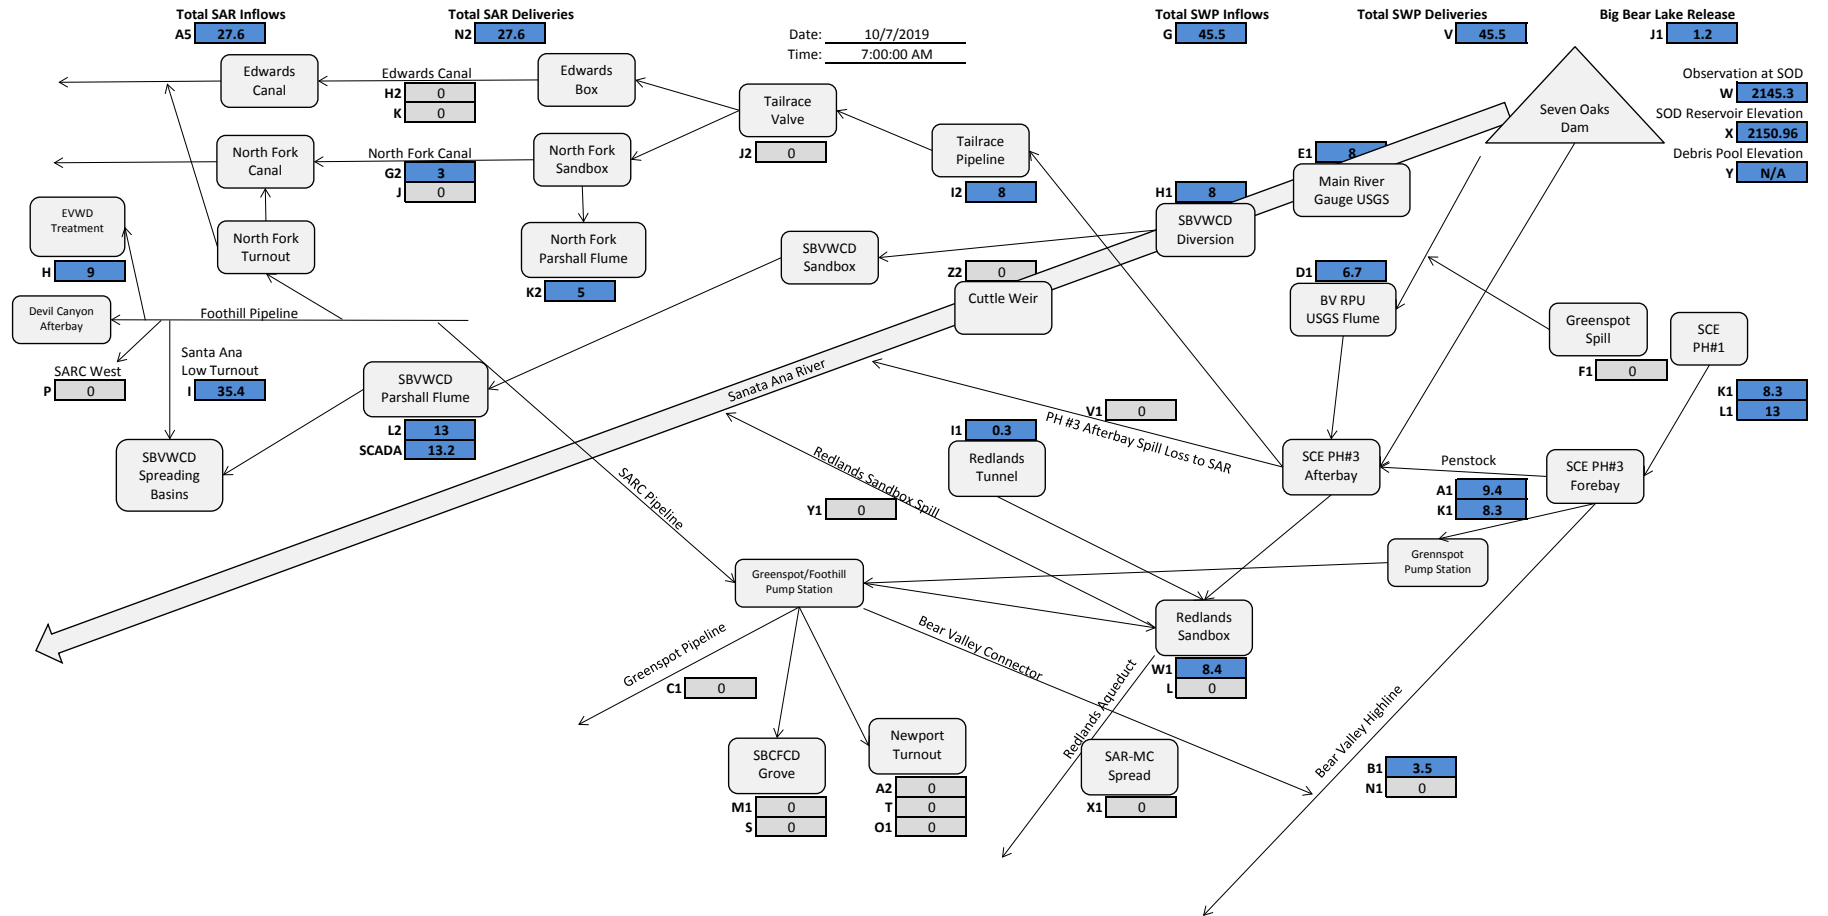 Total SAR Inflows
A5 27.6
Total SAR Deliveries
N2 27.6
Date: 10/7/2019
Time: 7:00:00 AM
Total SWP Inflows
G 45.5
Total SWP Deliveries
V 45.5
Big Bear Lake Release
J1 1.2
Observation at SOD
W 2145.3
SOD Reservoir Elevation
X 2150.96
Debris Pool Elevation
Y N/A
Seven Oaks
Dam
Edwards
Canal
Edwards Canal
H2 0
K 0
Edwards
Box
Tailrace
Valve
J2 0
Tailrace
Pipeline
I2 8
North Fork
Canal
North Fork Canal
G2 3
J 0
North Fork
Sandbox
E1 8
Main River
Gauge USGS
H1 8
SBVWCD
Diversion
EVWD
Treatment
H 9
North Fork
Turnout
North Fork
Parshall Flume
K2 5
SBVWCD
Sandbox
Z2 0
Cuttle Weir
D1 6.7
BV RPU
USGS Flume
Greenspot
Spill
F1 0
SCE
PH#1
K1 8.3
L1 13
Devil Canyon
Afterbay
Foothill Pipeline
SARC West
P 0
Santa Ana
Low Turnout
I 35.4
SBVWCD
Parshall Flume
L2 13
SCADA 13.2
Sanata Ana River
V1 0
PH #3 Afterbay Spill Loss to SAR
I1 0.3
Redlands
Tunnel
SCE PH#3
Afterbay
Penstock
A1 9.4
K1 8.3
SCE PH#3
Forebay
SBVWCD
Spreading
Basins
SARC Pipeline
Redlands Sandbox Spill
Y1 0
Grennspot
Pump Station
Greenspot/Foothill
Pump Station
Redlands
Sandbox
W1 8.4
L 0
Greenspot Pipeline
C1 0
Bear Valley Connector
Redlands Aqueduct
Bear Valley Highline
SBCFCD
Grove
M1 0
S 0
Newport
Turnout
A2 0
T 0
O1 0
SAR-MC
Spread
X1 0
B1 3.5
N1 0